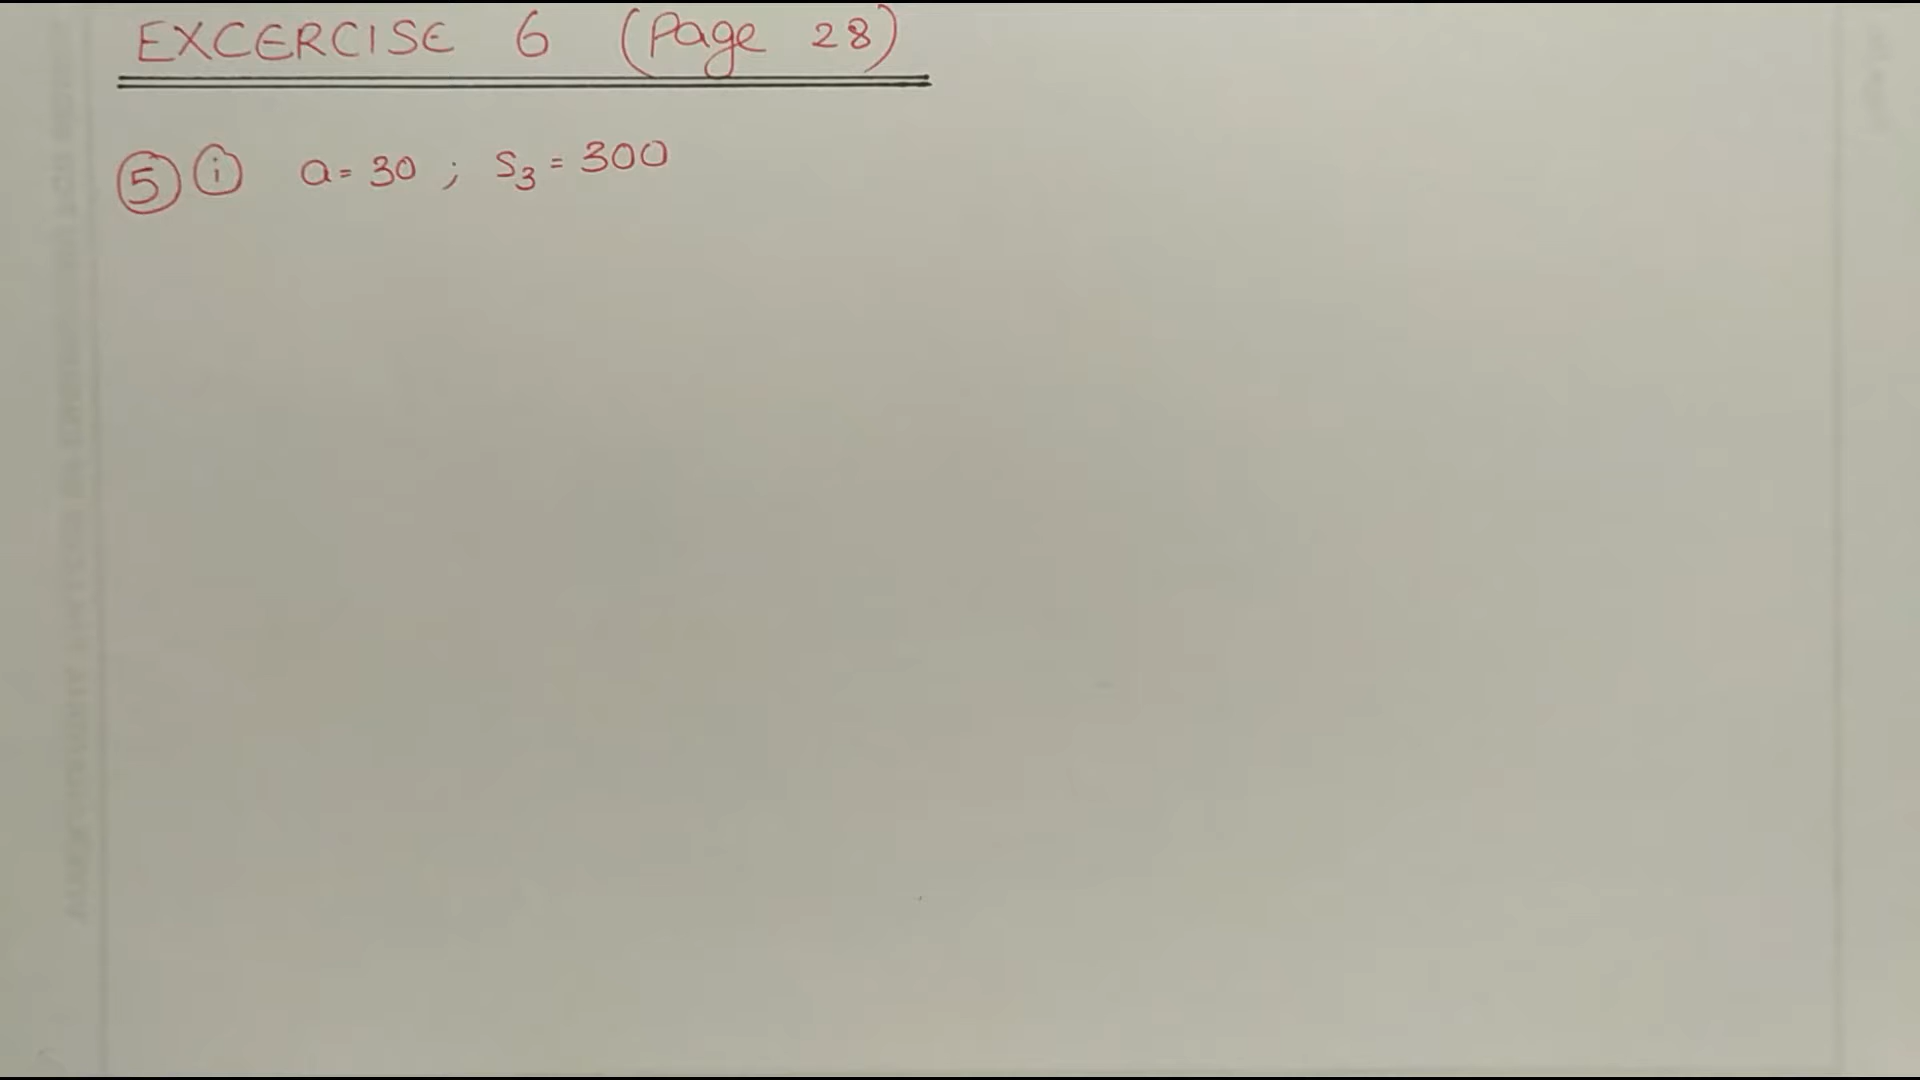 EXCERCISE 6 (Page 28)
5 i a = 30 ; S₃ = 300